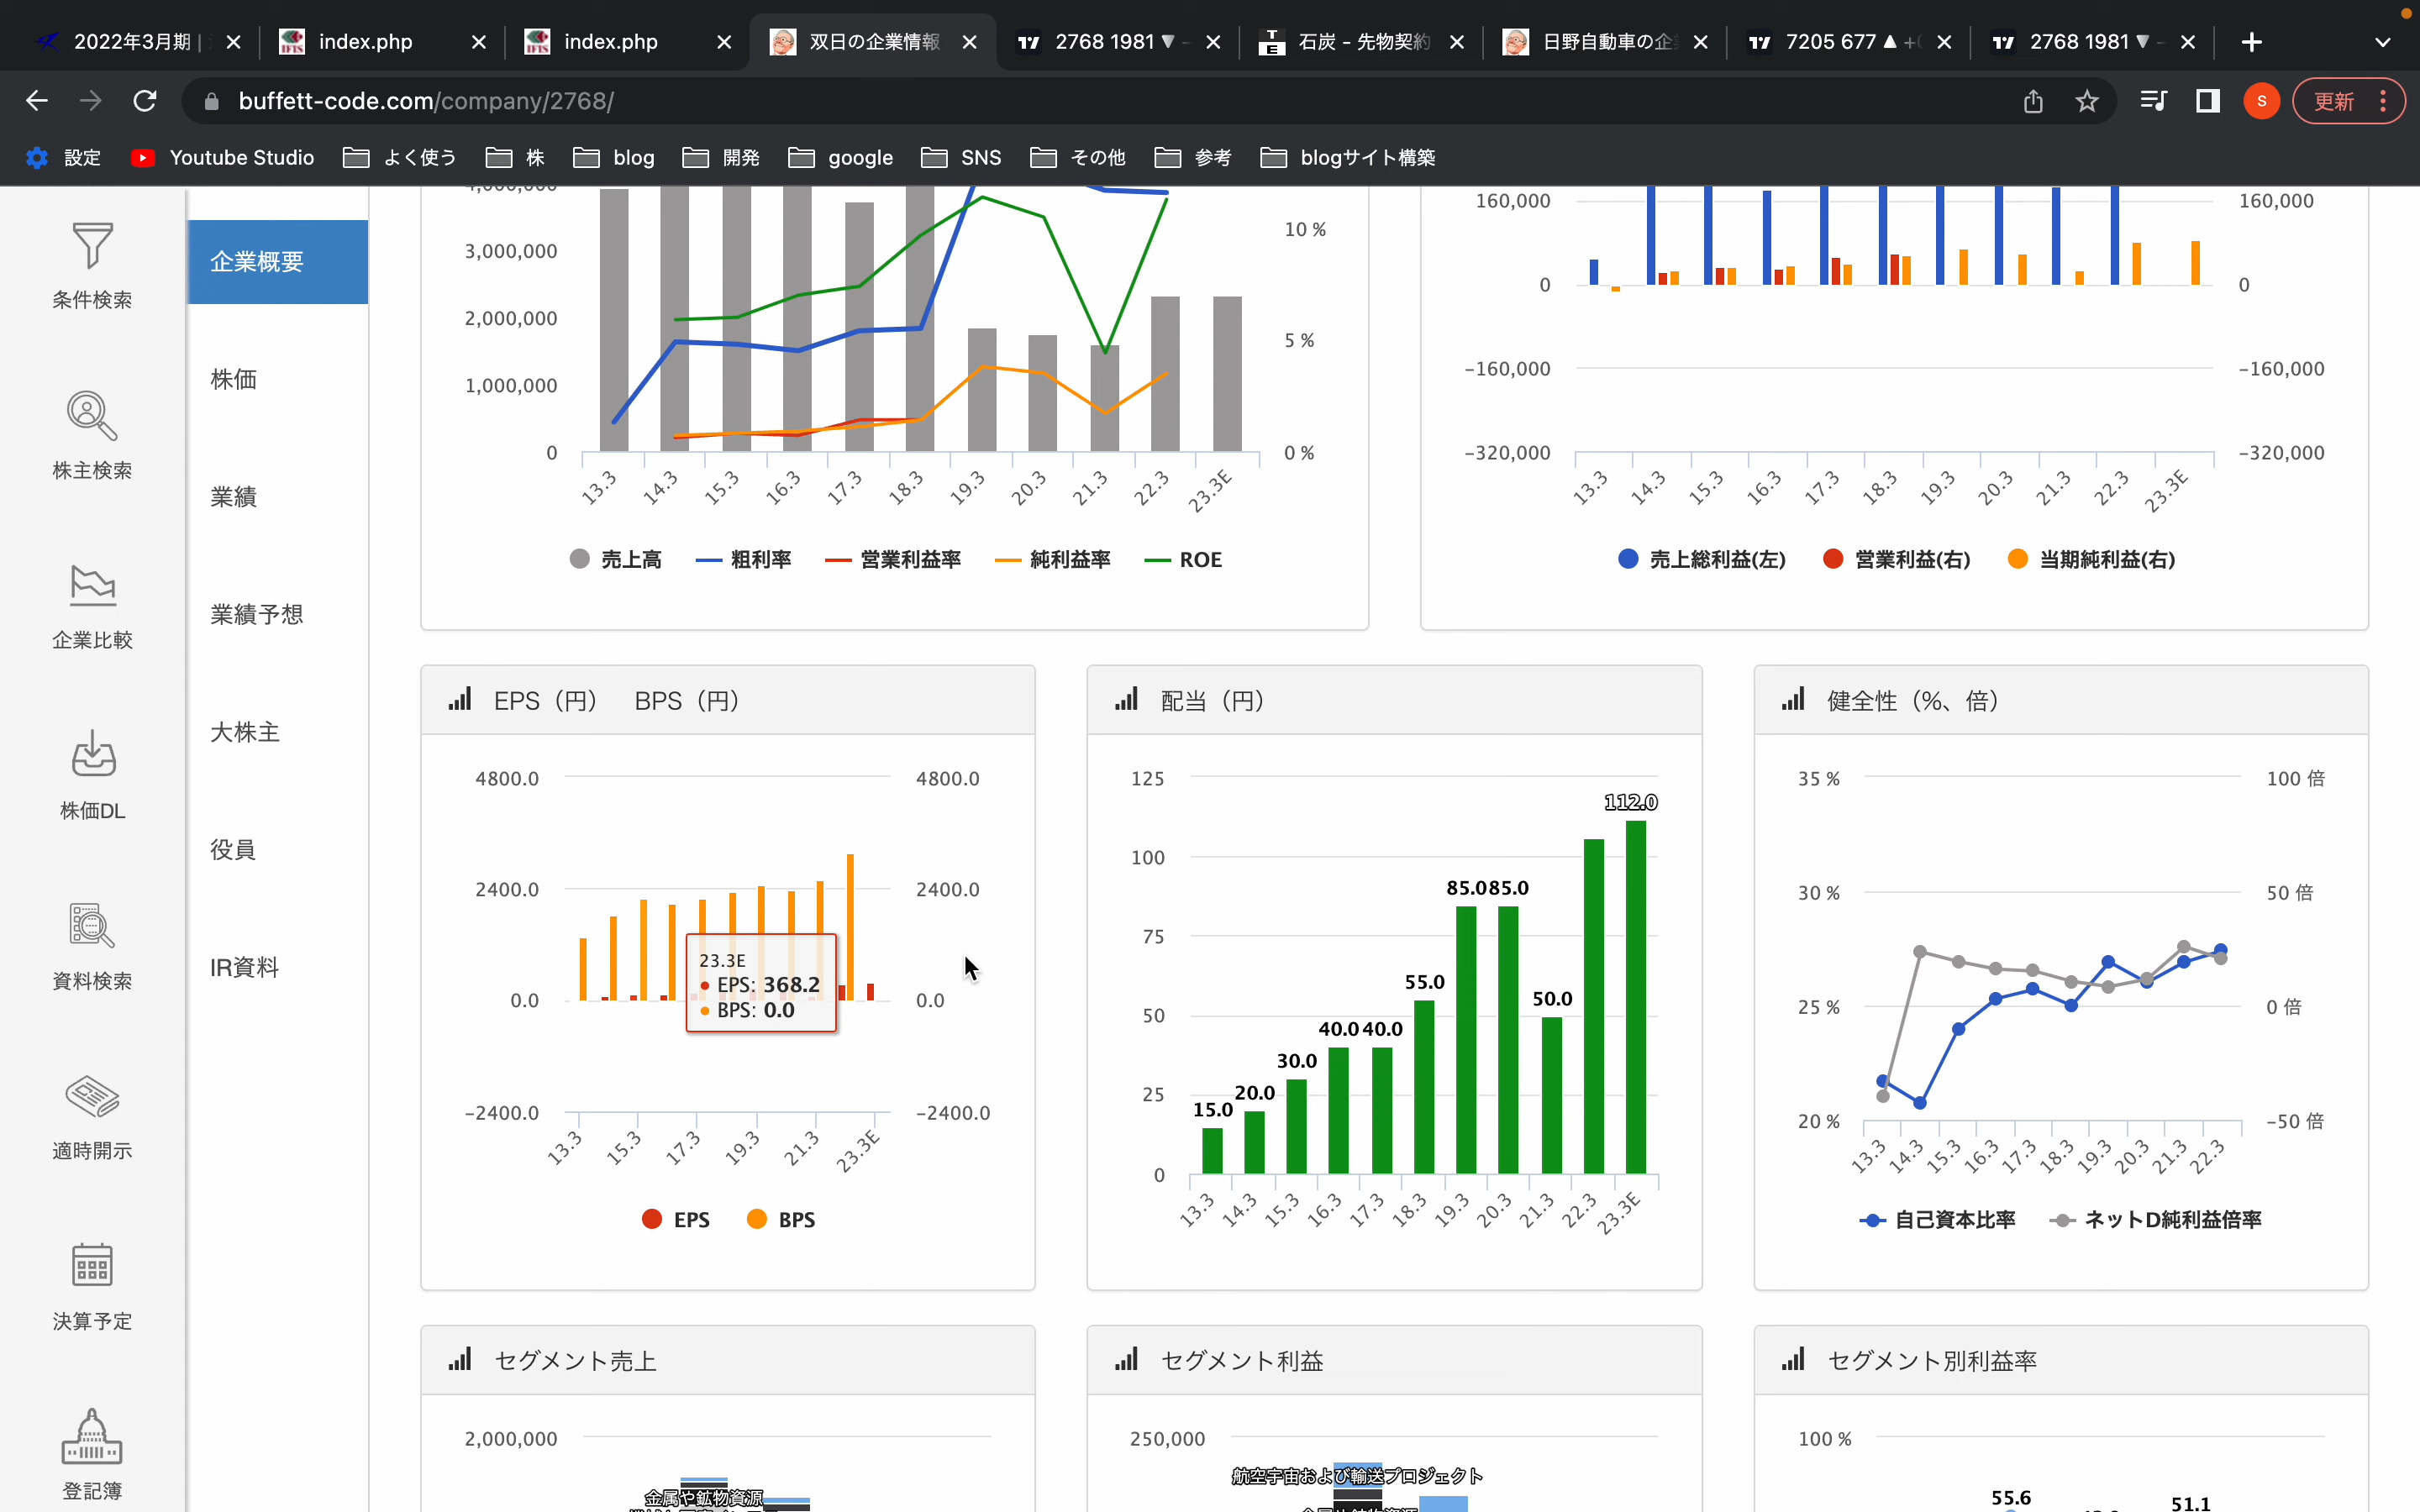 2022年3月期 |
index.php
index.php
双日の企業情報
2768 1981 ▼ -
石炭 - 先物契約
日野自動車の企
7205 677 ▲ +
2768 1981 ▼ -
buffett-code.com/company/2768/
S
更新
設定
Youtube Studio
よく使う
株
blog
開発
google
SNS
その他
参考
blogサイト構築
条件検索
株主検索
企業比較
株価DL
資料検索
適時開示
決算予定
登記簿
企業概要
株価
業績
業績予想
大株主
役員
IR資料
4,000,000
3,000,000
2,000,000
1,000,000
0
10 %
5 %
0 %
13.3 14.3 15.3 16.3 17.3 18.3 19.3 20.3 21.3 22.3 23.3E
売上高 粗利率 営業利益率 純利益率 ROE
160,000
0
-160,000
-320,000
160,000
0
-160,000
-320,000
13.3 14.3 15.3 16.3 17.3 18.3 19.3 20.3 21.3 22.3 23.3E
売上総利益(左) 営業利益(右) 当期純利益(右)
EPS（円） BPS（円）
4800.0
2400.0
0.0
-2400.0
4800.0
2400.0
0.0
-2400.0
23.3E
EPS: 368.2
BPS: 0.0
13.3 15.3 17.3 19.3 21.3 23.3E
EPS BPS
配当（円）
125
100
75
50
25
0
15.0
20.0
30.0
40.0
40.0
55.0
85.0
85.0
50.0
112.0
13.3 14.3 15.3 16.3 17.3 18.3 19.3 20.3 21.3 22.3 23.3E
健全性（%、倍）
35 %
30 %
25 %
20 %
100 倍
50 倍
0 倍
-50 倍
13.3 14.3 15.3 16.3 17.3 18.3 19.3 20.3 21.3 22.3
自己資本比率 ネットD純利益倍率
セグメント売上
2,000,000
金属や鉱物資源
セグメント利益
250,000
航空宇宙および輸送プロジェクト
セグメント別利益率
100 %
55.6
51.1